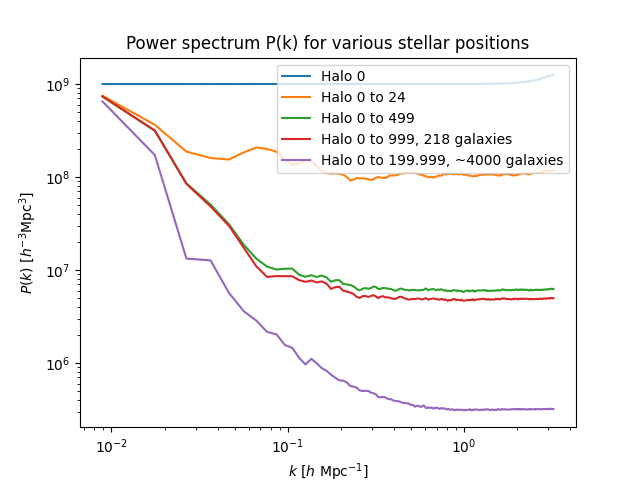 Power spectrum P(k) for various stellar positions
Halo 0
Halo 0 to 24
Halo 0 to 499
Halo 0 to 999, 218 galaxies
Halo 0 to 199.999, ~4000 galaxies
10⁹
10⁸
10⁷
10⁶
P(k) [h⁻³Mpc³]
10⁻² 10⁻¹ 10⁰
k [h Mpc⁻¹]